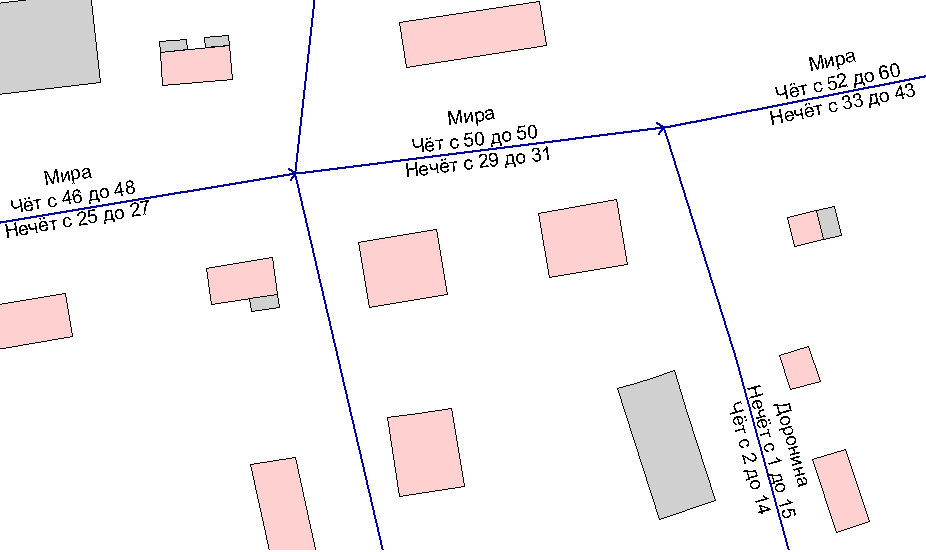 Мира
Чёт с 46 до 48
Нечёт с 25 до 27
Мира
Чёт с 50 до 50
Нечёт с 29 до 31
Мира
Чёт с 52 до 60
Нечёт с 33 до 43
Доронина
Нечёт с 1 до 15
Чёт с 2 до 14